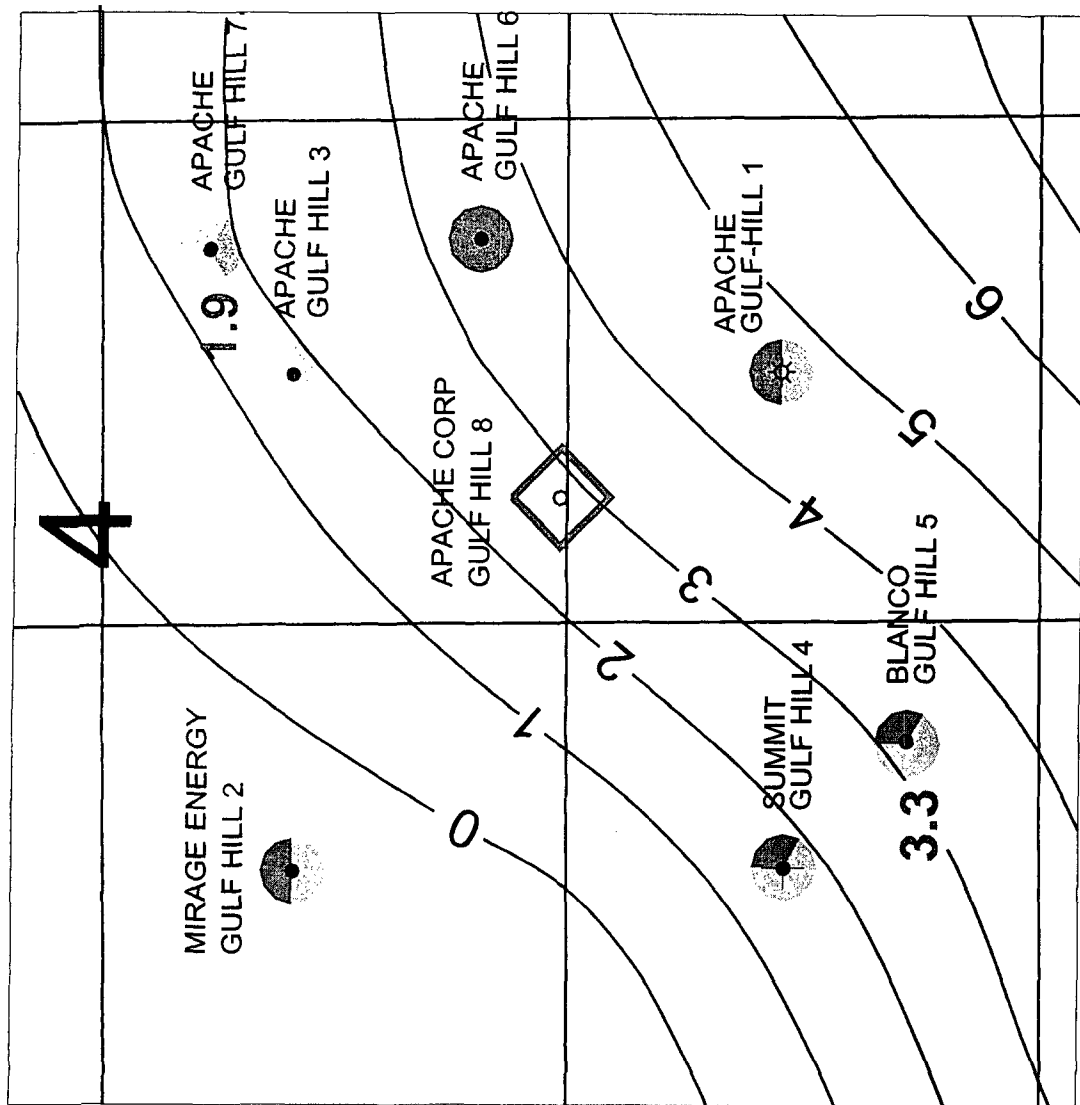 4
APACHE
GULF HILL 7
APACHE
GULF HILL 6
APACHE
GULF HILL 3
1.9
APACHE CORP
GULF HILL 8
APACHE
GULF-HILL 1
MIRAGE ENERGY
GULF HILL 2
SUMMIT
GULF HILL 4
BLANCO
GULF HILL 5
3.3
0
1
2
3
4
5
6